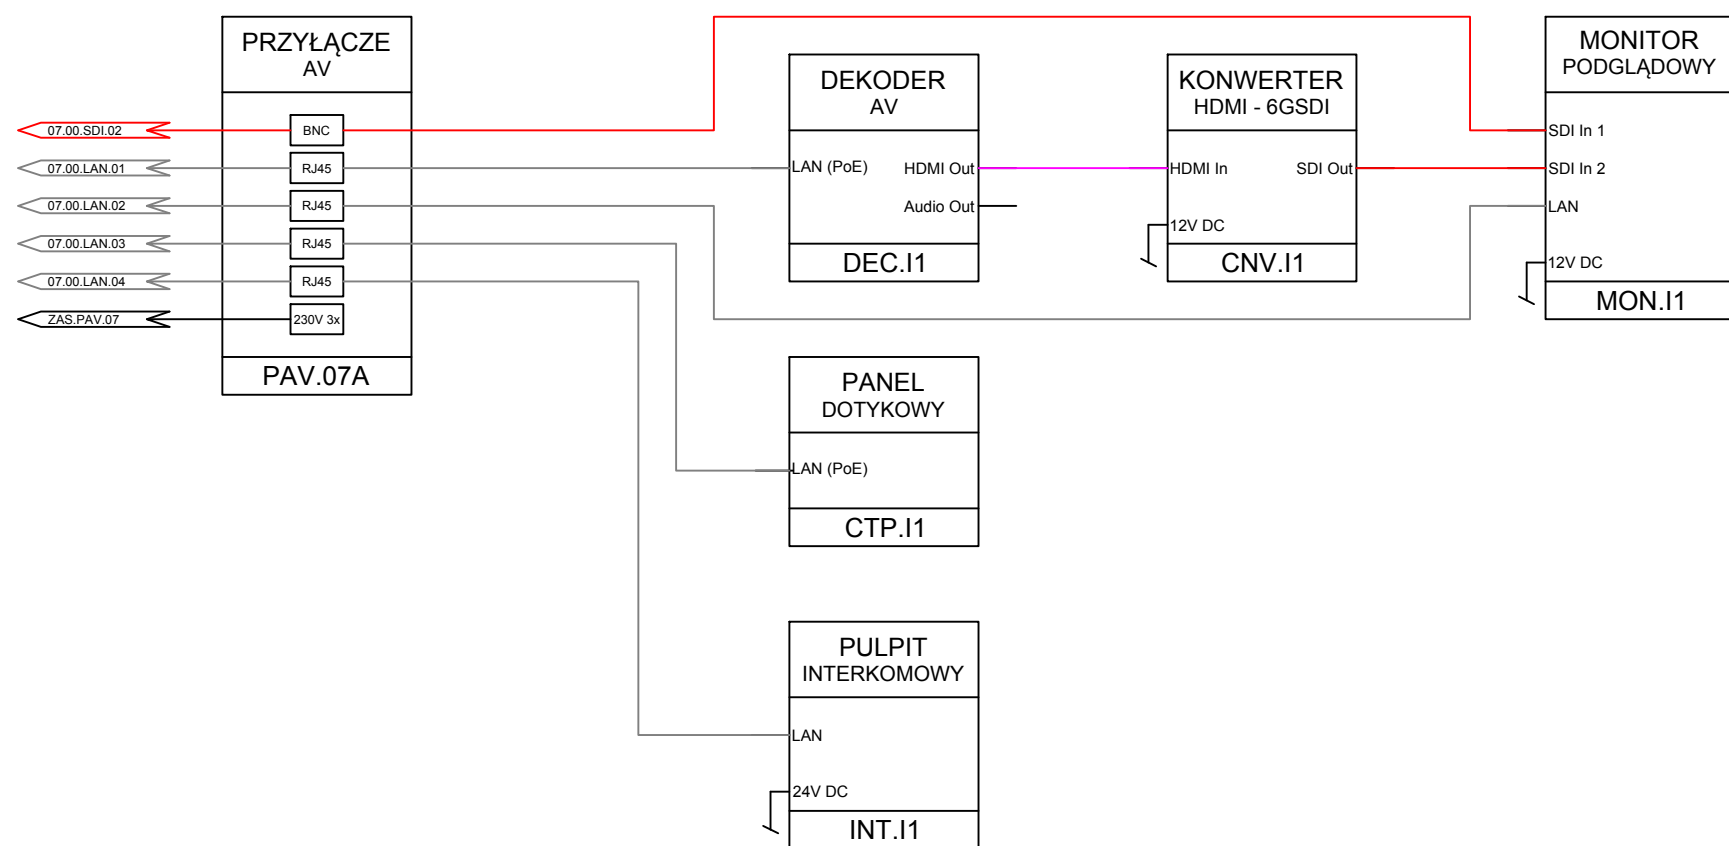 PRZYŁĄCZE
AV
07.00.SDI.02
BNC
07.00.LAN.01
RJ45
07.00.LAN.02
RJ45
07.00.LAN.03
RJ45
07.00.LAN.04
RJ45
ZAS.PAV.07
230V 3x
PAV.07A
DEKODER
AV
LAN (PoE)
HDMI Out
Audio Out
DEC.I1
KONWERTER
HDMI - 6GSDI
HDMI In
SDI Out
12V DC
CNV.I1
MONITOR
PODGLĄDOWY
SDI In 1
SDI In 2
LAN
12V DC
MON.I1
PANEL
DOTYKOWY
LAN (PoE)
CTP.I1
PULPIT
INTERKOMOWY
LAN
24V DC
INT.I1